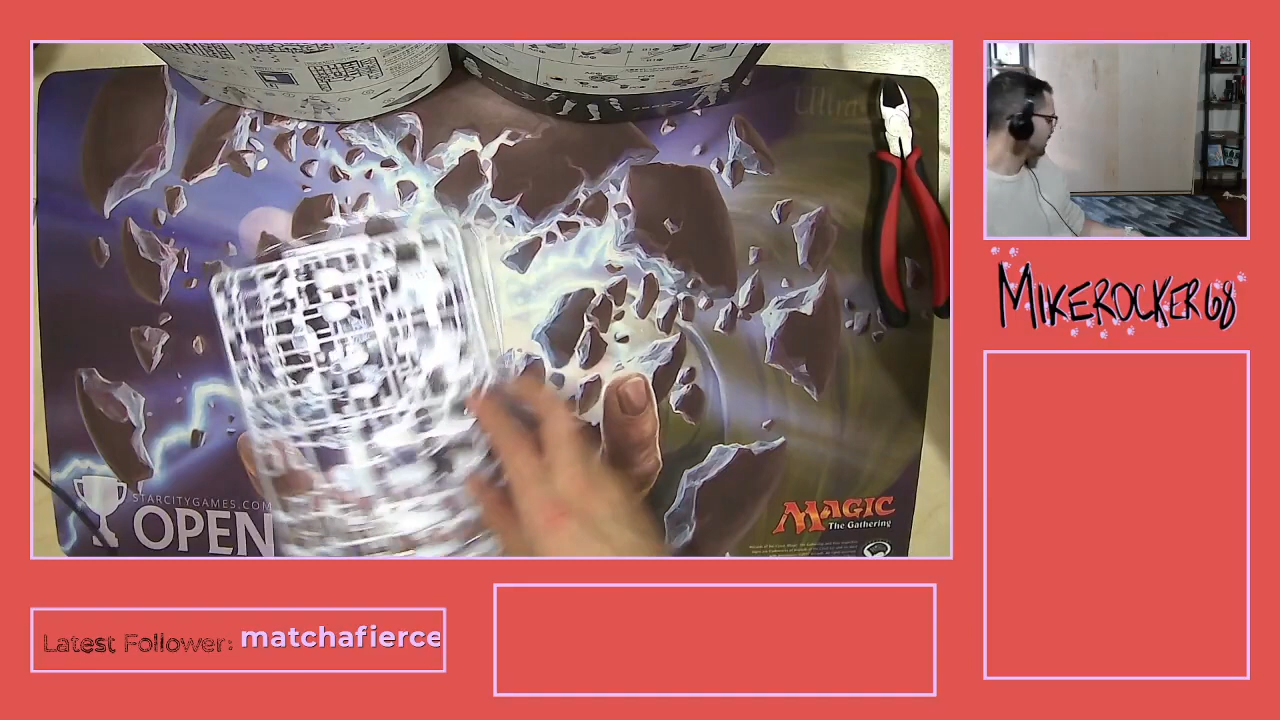 Ultra
STARCITYGAMES.COM
OPEN
MAGIC
The Gathering
MIKEROCKER68
Latest Follower: matchafierce